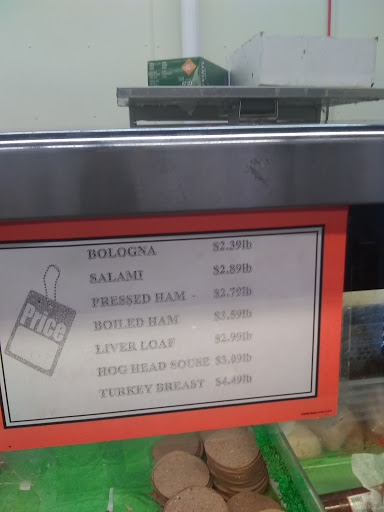 BOLOGNA $2.39lb
SALAMI $2.89lb
PRESSED HAM $2.79lb
BOILED HAM $3.59lb
LIVER LOAF $2.99lb
HOG HEAD SOUSE $3.09lb
TURKEY BREAST $4.49lb
Price